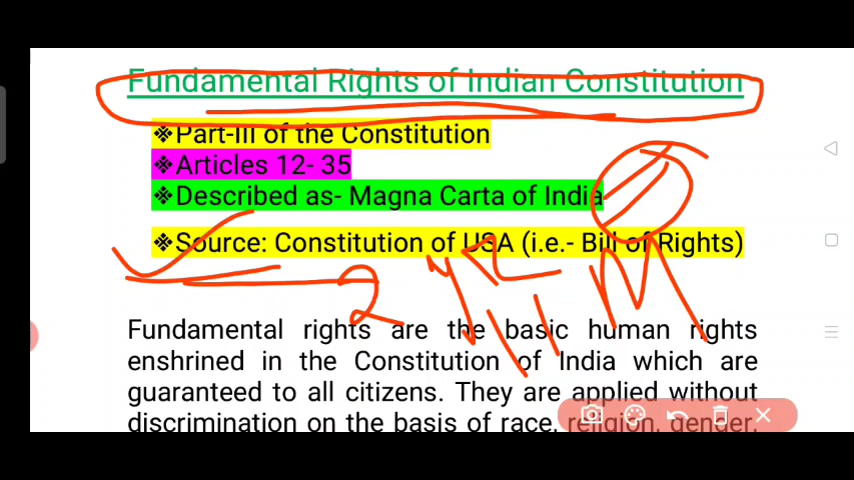 Fundamental Rights of Indian Constitution
❖Part-III of the Constitution
❖Articles 12- 35
❖Described as- Magna Carta of India
❖Source: Constitution of USA (i.e.- Bill of Rights)
2
Fundamental rights are the basic human rights
enshrined in the Constitution of India which are
guaranteed to all citizens. They are applied without
discrimination on the basis of race, religion, gender,